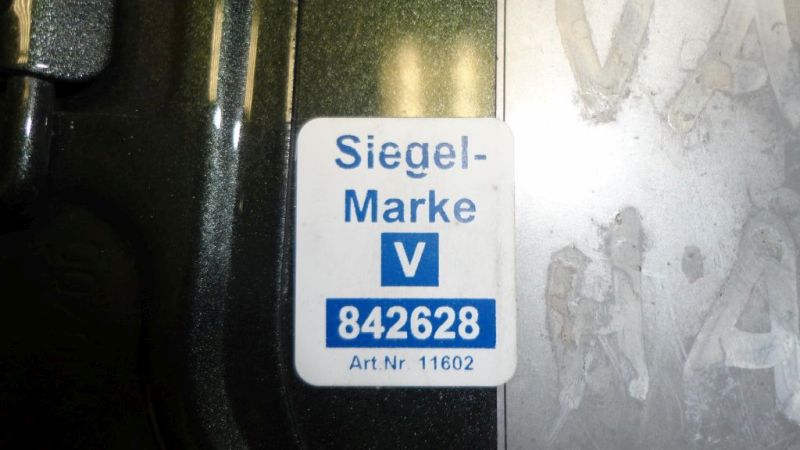 Siegel-
Marke
V
842628
Art.Nr. 11602